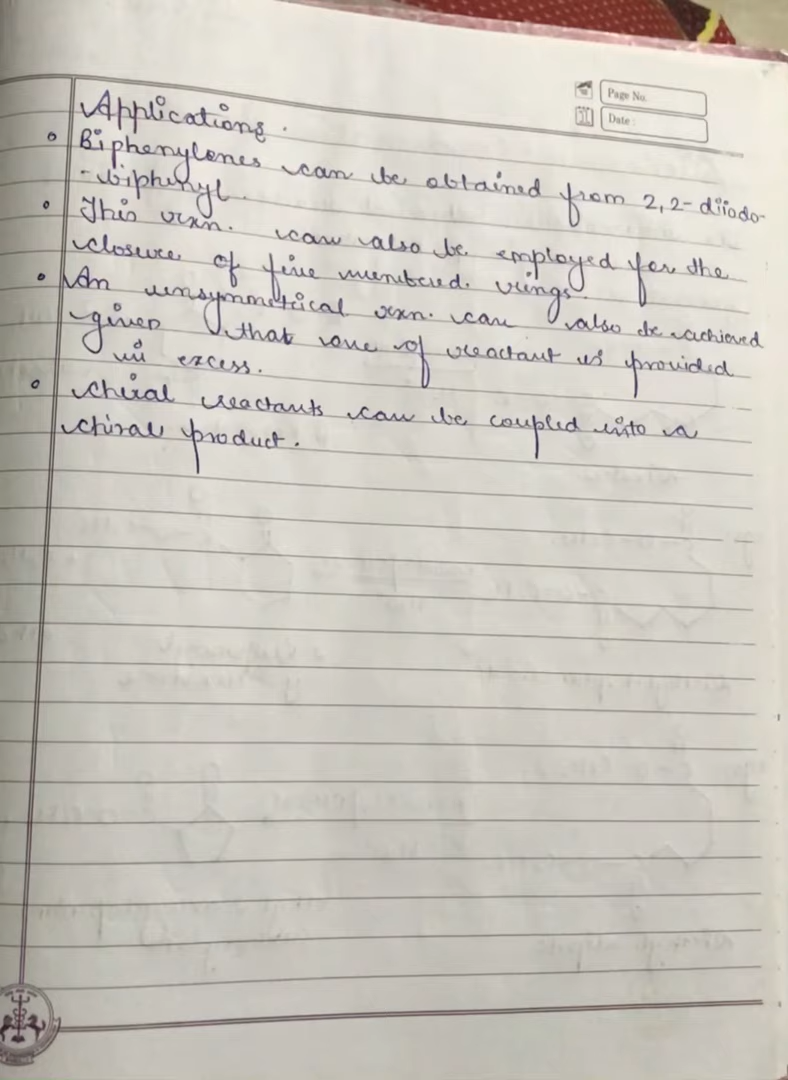 Page No.
Date:
Applications.
Biphenylenes can be obtained from 2,2-diiodo-
-biphenyl.
This rxn. can also be employed for the
closure of five membered. rings.
An unsymmetrical rxn. can also be achieved
given that one of reactant is provided
in excess.
Chiral reactants can be coupled into a
chiral product.